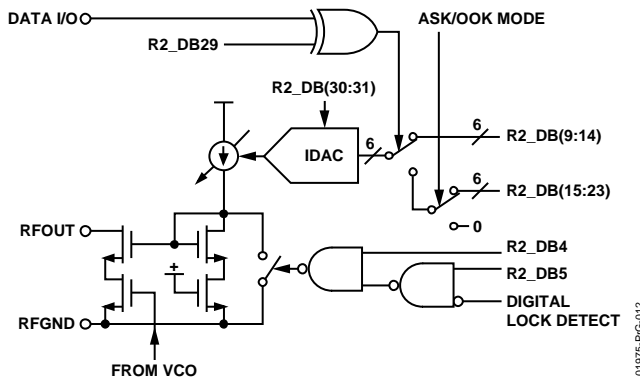 DATA I/O
ASK/OOK MODE
R2_DB29
R2_DB(30:31)
6
R2_DB(9:14)
IDAC
6
6
R2_DB(15:23)
0
RFOUT
R2_DB4
+
R2_DB5
DIGITAL
LOCK DETECT
RFGND
FROM VCO
01975-PrG-012